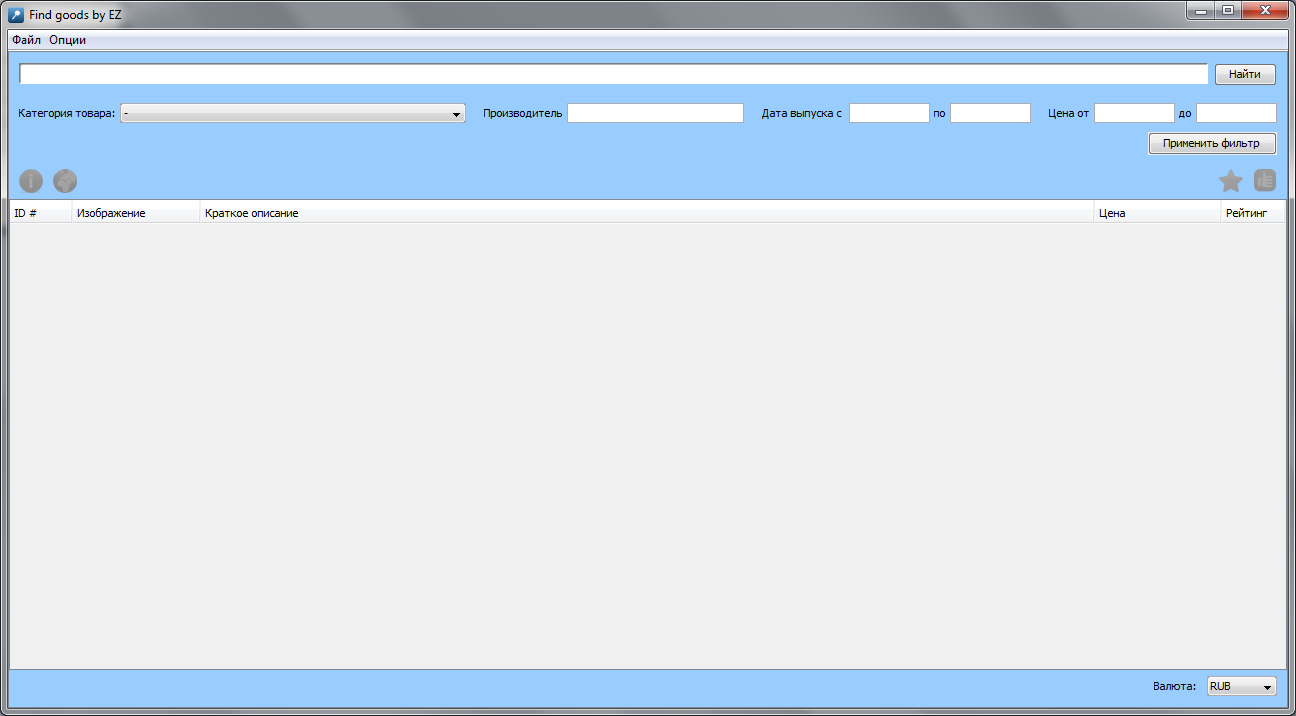 Find goods by EZ
Файл Опции
Найти
Категория товара: - Производитель Дата выпуска с по Цена от до
Применить фильтр
ID # Изображение Краткое описание Цена Рейтинг
Валюта: RUB